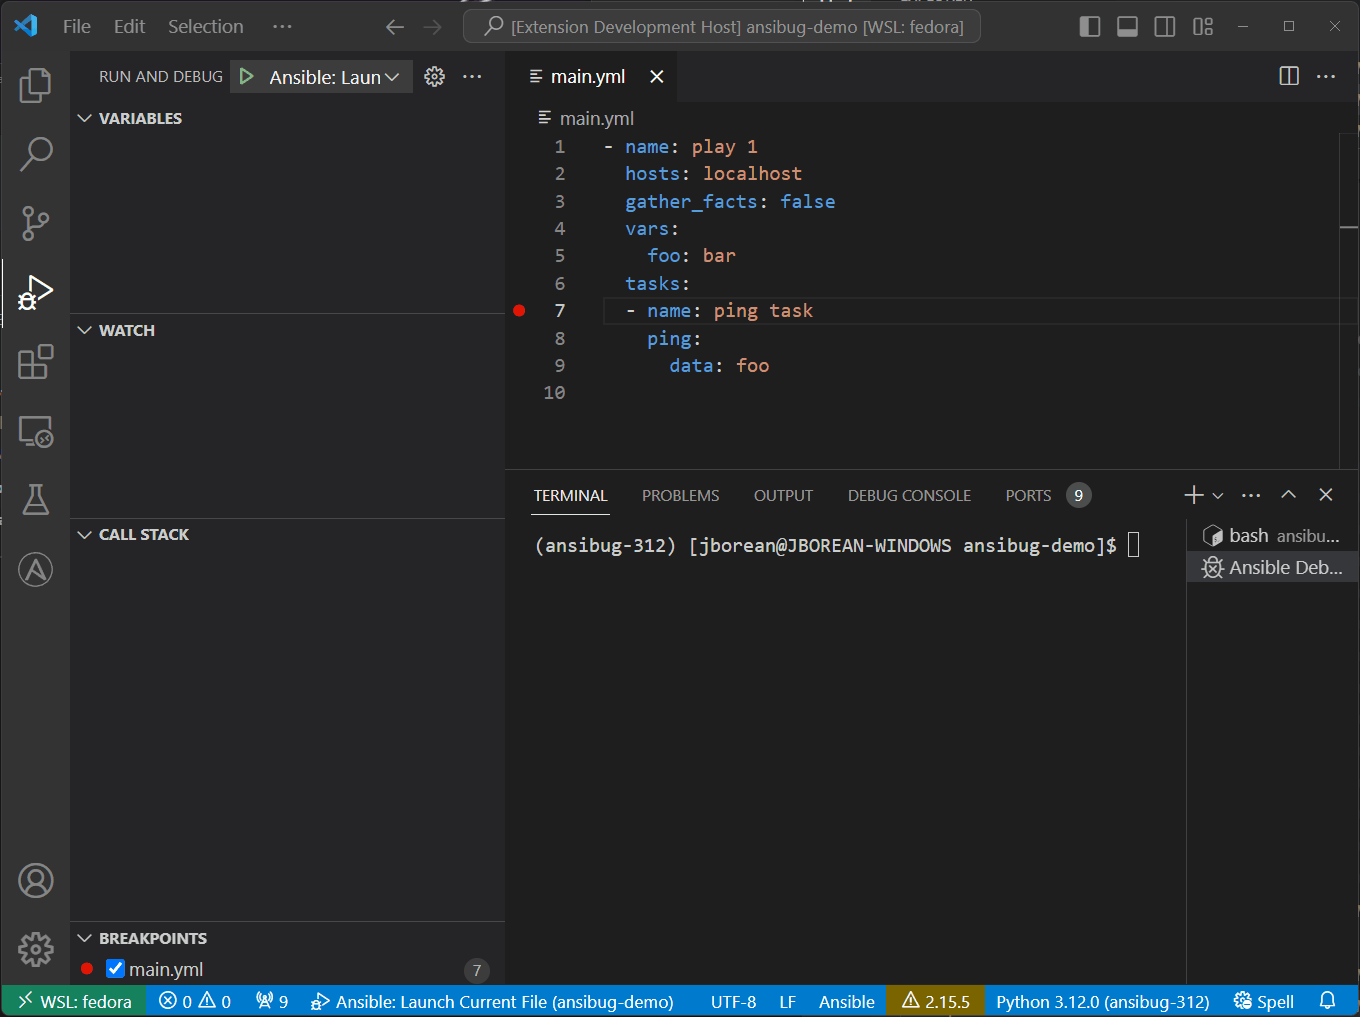 File Edit Selection ··· [Extension Development Host] ansibug-demo [WSL: fedora]
RUN AND DEBUG Ansible: Laun
VARIABLES
WATCH
CALL STACK
BREAKPOINTS
main.yml 7
main.yml
main.yml
1 - name: play 1
2 hosts: localhost
3 gather_facts: false
4 vars:
5 foo: bar
6 tasks:
7 - name: ping task
8 ping:
9 data: foo
10
TERMINAL PROBLEMS OUTPUT DEBUG CONSOLE PORTS 9
(ansibug-312) [jborean@JBOREAN-WINDOWS ansibug-demo]$
bash ansibu...
Ansible Deb...
WSL: fedora 0 0 9 Ansible: Launch Current File (ansibug-demo) UTF-8 LF Ansible 2.15.5 Python 3.12.0 (ansibug-312) Spell